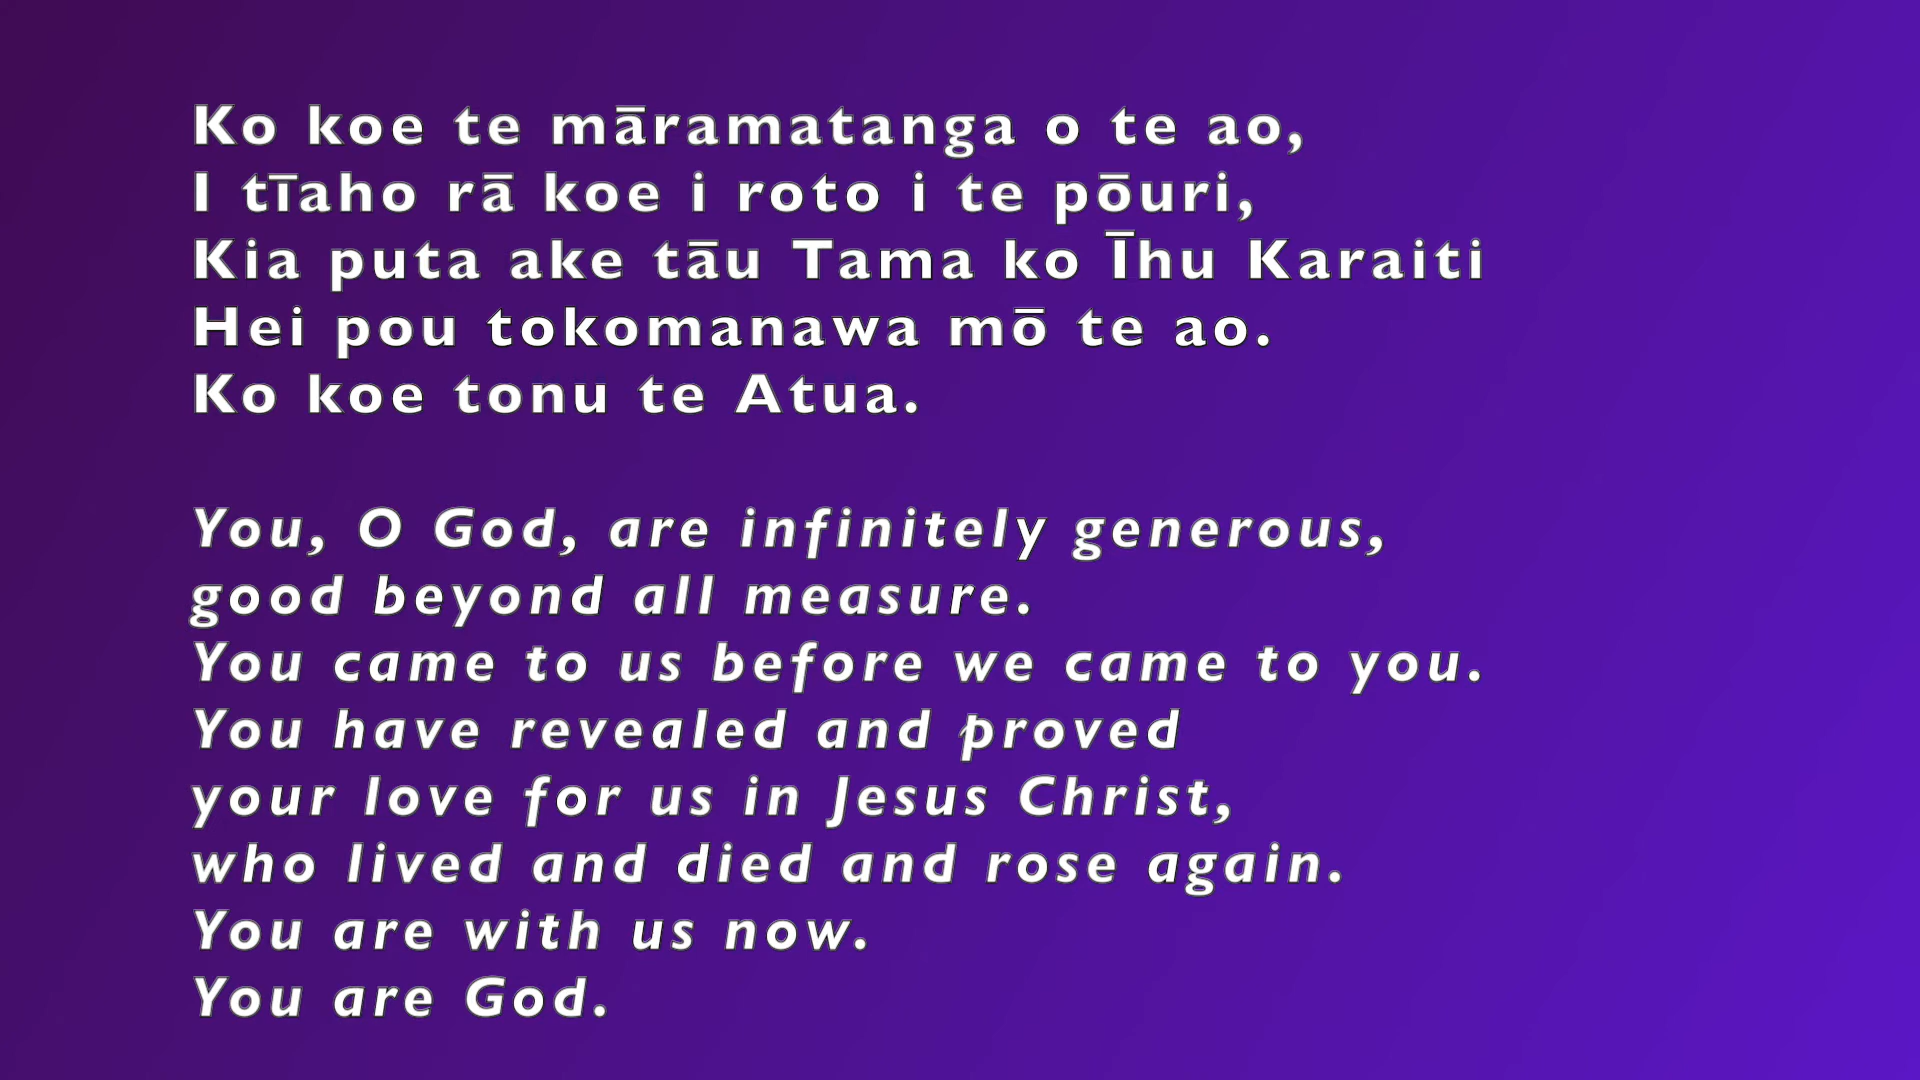 Ko koe te māramatanga o te ao,
I tīaho rā koe i roto i te pōuri,
Kia puta ake tāu Tama ko Īhu Karaiti
Hei pou tokomanawa mō te ao.
Ko koe tonu te Atua.
You, O God, are infinitely generous,
good beyond all measure.
You came to us before we came to you.
You have revealed and proved
your love for us in Jesus Christ,
who lived and died and rose again.
You are with us now.
You are God.